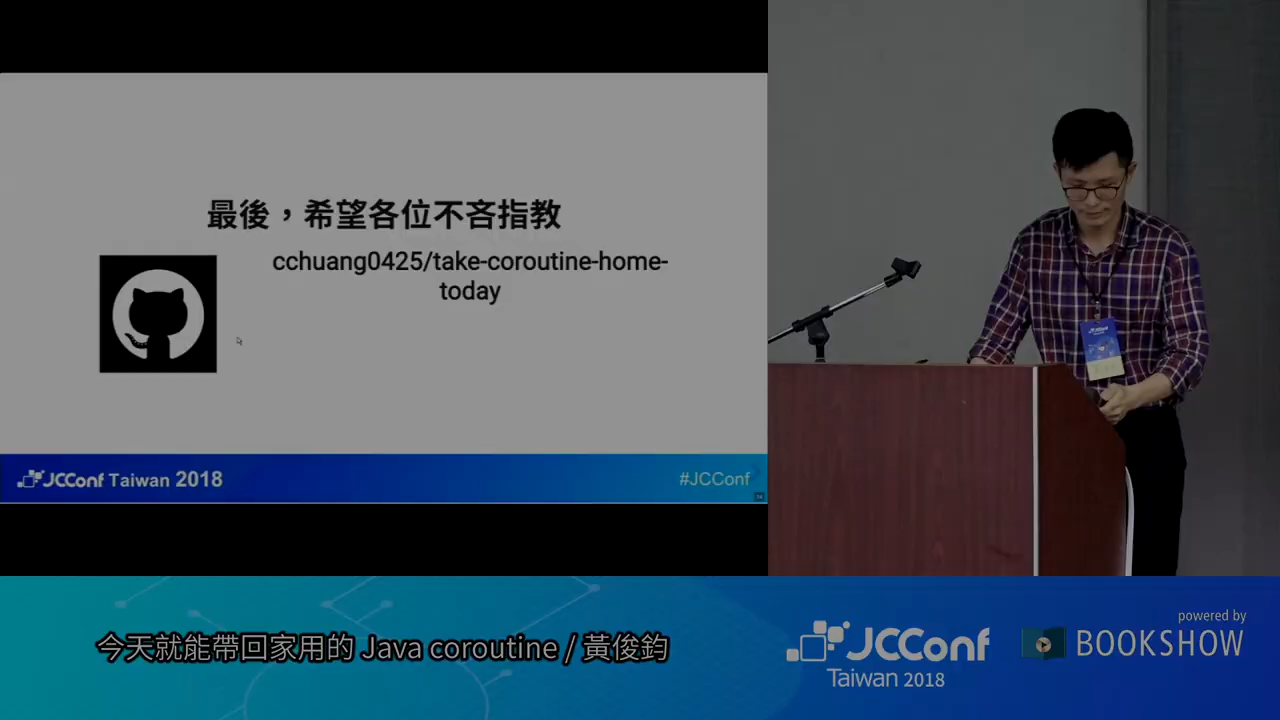 最後，希望各位不吝指教
cchuang0425/take-coroutine-home-
today
JCConf Taiwan 2018
#JCConf
今天就能帶回家用的 Java coroutine / 黃俊鈞
JCConf
Taiwan 2018
powered by
BOOKSHOW